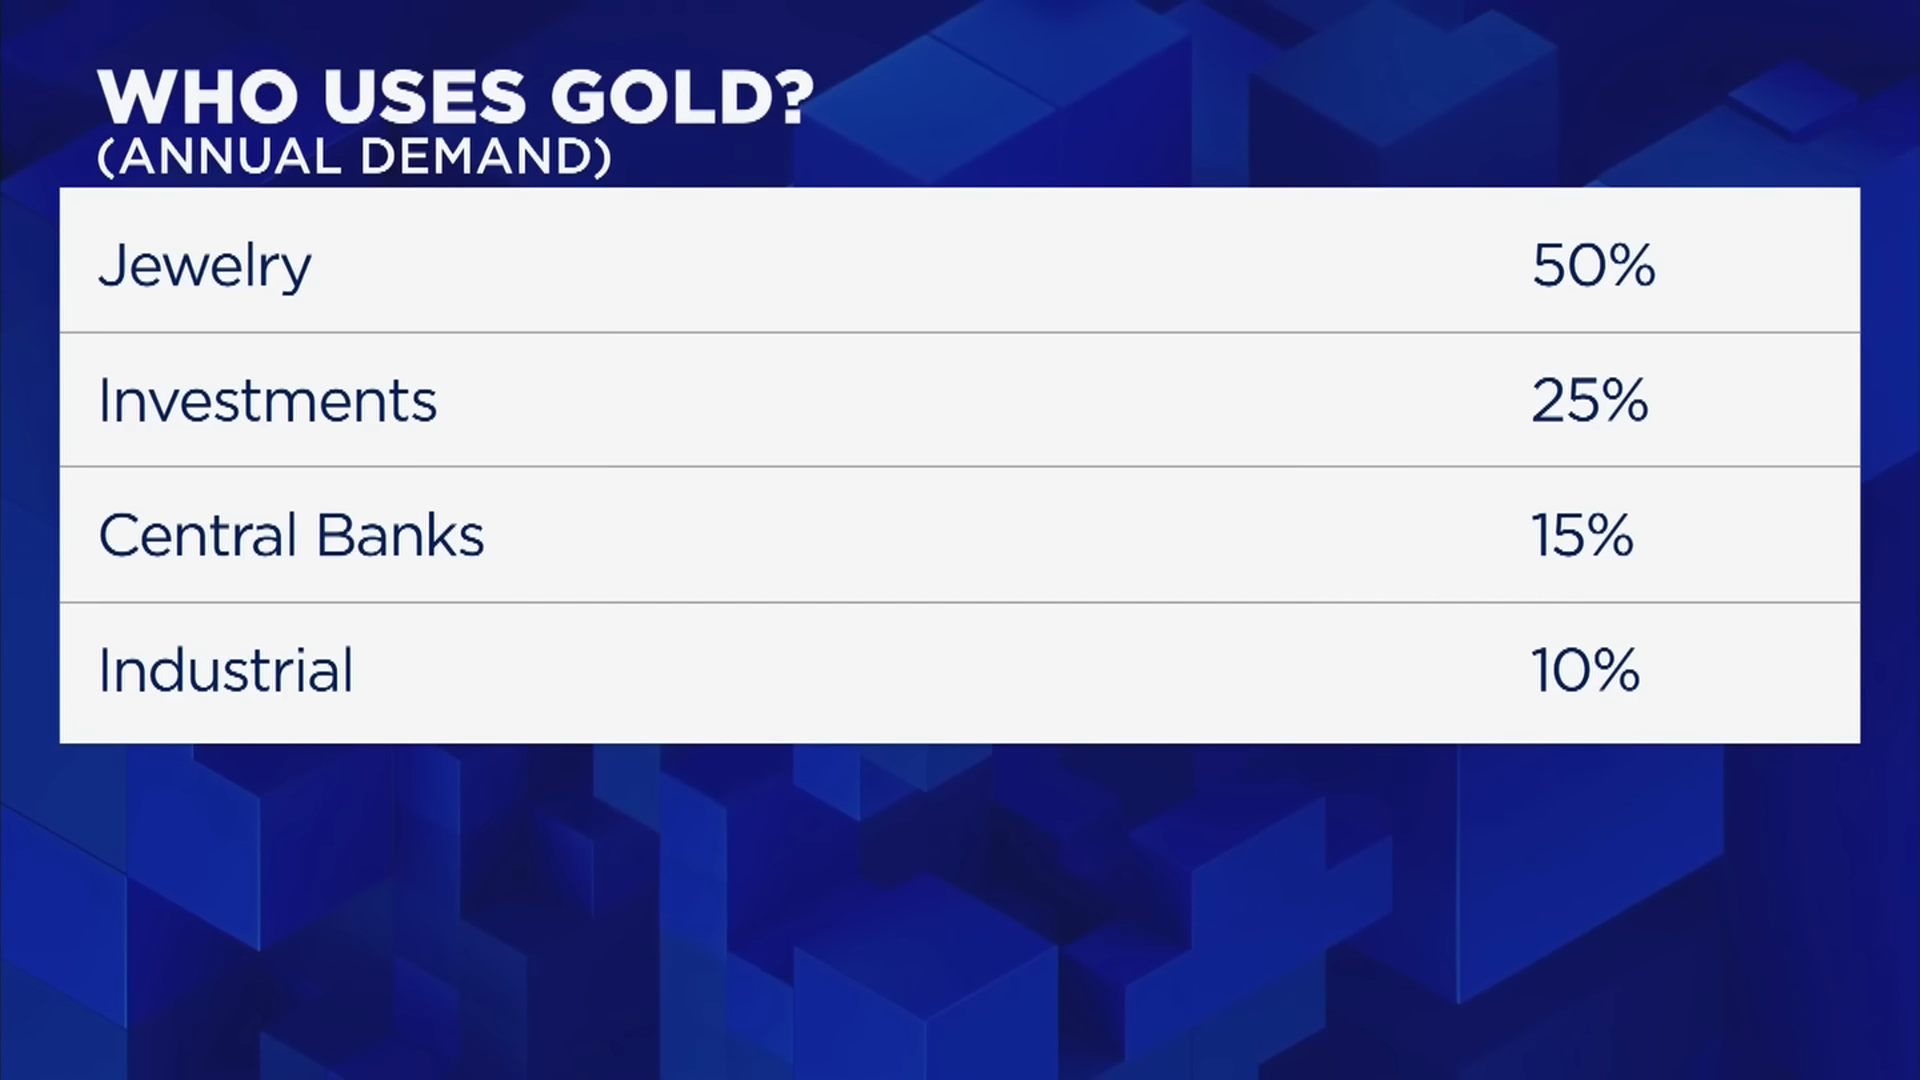 WHO USES GOLD?
(ANNUAL DEMAND)
Jewelry 50%
Investments 25%
Central Banks 15%
Industrial 10%